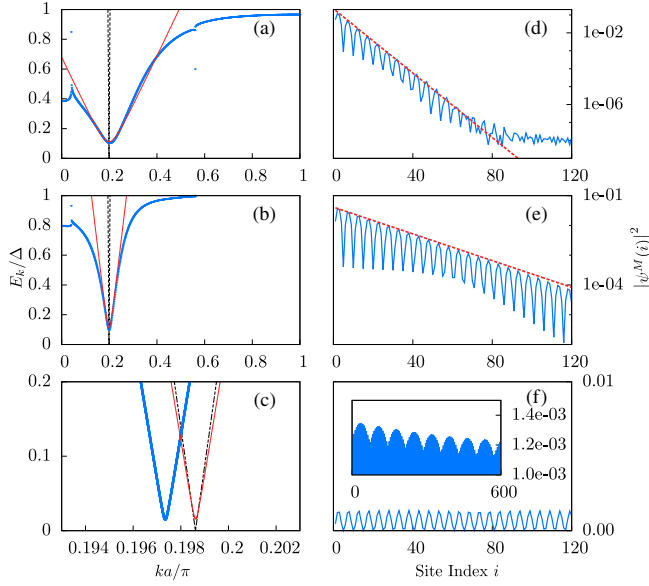 (a)
1
0.8
0.6
0.4
0.2
0
0 0.2 0.4 0.6 0.8 1
(d)
1e-02
1e-07
0 40 80 120
(b)
1
0.8
0.6
0.4
0.2
0
0 0.2 0.4 0.6 0.8 1
E_k/Δ
(e)
1e-01
1e-04
0 40 80 120
|ψ^M(i)|^2
(c)
0.2
0.1
0
0.194 0.196 0.198 0.2 0.202
ka/π
(f)
0.01
0.00
1.4e-03
1.2e-03
1.0e-03
0 600
0 40 80 120
Site Index i